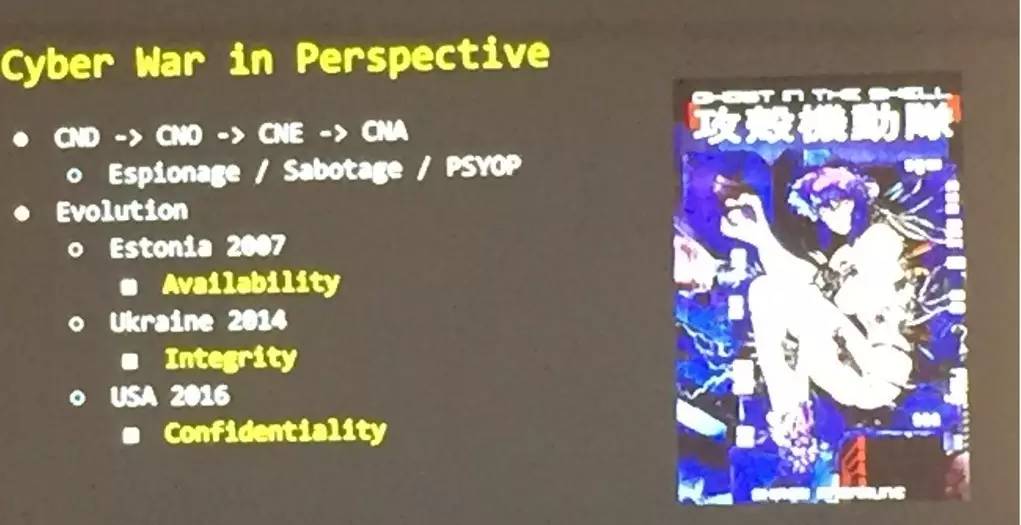 Cyber War in Perspective
● CND -> CNO -> CNE -> CNA
○ Espionage / Sabotage / PSYOP
● Evolution
○ Estonia 2007
■ Availability
○ Ukraine 2014
■ Integrity
○ USA 2016
■ Confidentiality
GHOST IN THE SHELL
攻殻機動隊